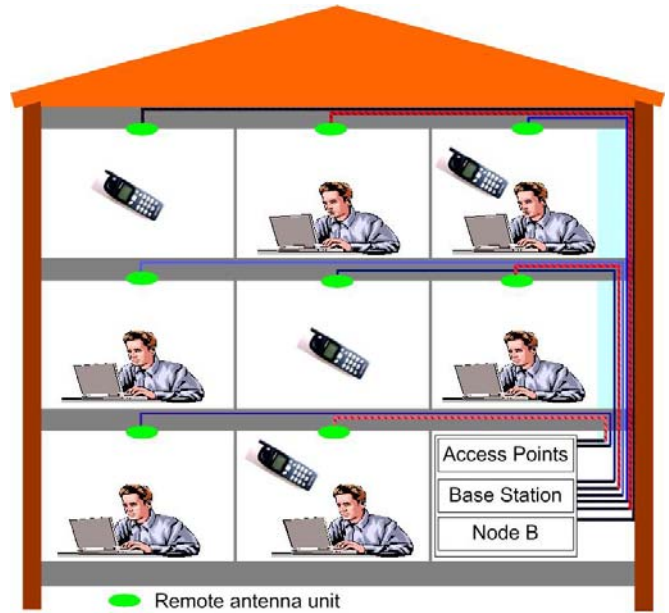 Access Points
Base Station
Node B
Remote antenna unit